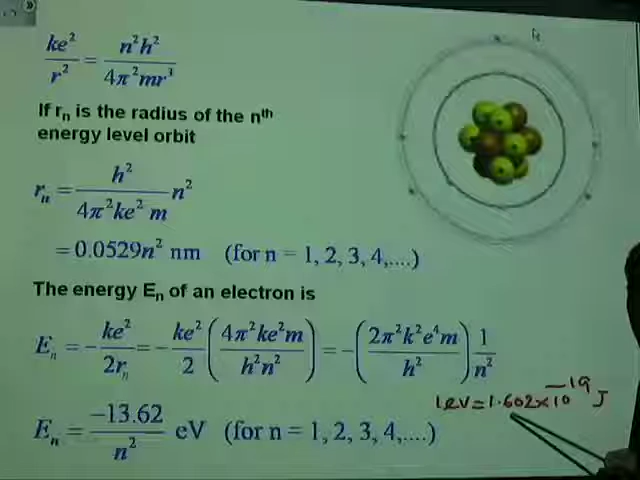 ke²/r² = n²h²/4π²mr³
If rₙ is the radius of the nᵗʰ
energy level orbit
rₙ = h²/4π²ke²m n²
= 0.0529n² nm (for n = 1, 2, 3, 4,....)
The energy Eₙ of an electron is
Eₙ = -ke²/2rₙ = -ke²/2 (4π²ke²m/h²n²) = -(2π²k²e⁴m/h²) 1/n²
1eV = 1.602×10⁻¹⁹ J
Eₙ = -13.62/n² eV (for n = 1, 2, 3, 4,....)